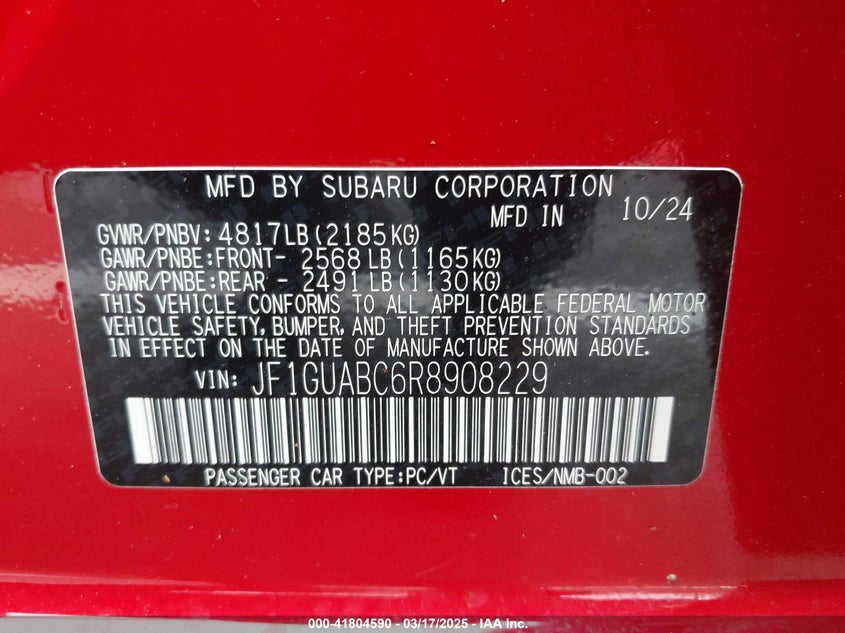 MFD BY SUBARU CORPORATION
MFD IN 10/24
GVWR/PNBV: 4817LB(2185KG)
GAWR/PNBE:FRONT- 2568LB(1165KG)
GAWR/PNBE:REAR - 2491LB(1130KG)
THIS VEHICLE CONFORMS TO ALL APPLICABLE FEDERAL MOTOR
VEHICLE SAFETY, BUMPER, AND THEFT PREVENTION STANDARDS
IN EFFECT ON THE DATE OF MANUFACTURE SHOWN ABOVE.
VIN: JF1GUABC6R8908229
PASSENGER CAR TYPE:PC/VT ICES/NMB-002
000-41804590 - 03/17/2025 - IAA Inc.